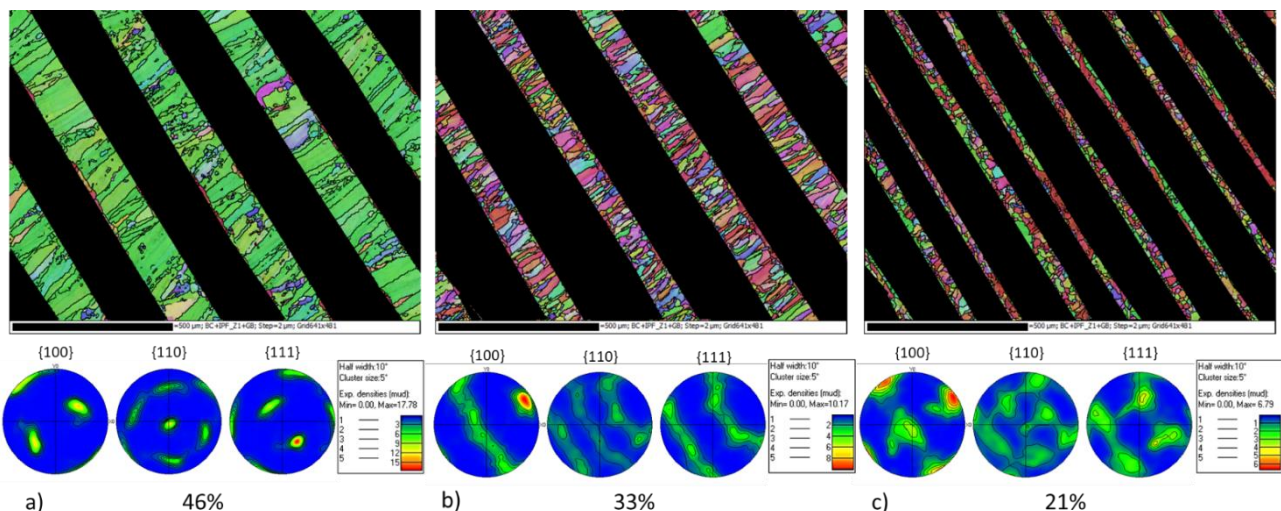 =500 µm; BC+IPF_Z1+GB; Step=2 µm; Grid641x481
=500 µm; BC+IPF_Z1+GB; Step=2 µm; Grid641x481
=500 µm; BC+IPF_Z1+GB; Step=2 µm; Grid641x481
{100} {110} {111}
Half width:10°
Cluster size:5°
Exp. densities (mud):
Min= 0.00, Max=17.78
1
2
3
4
5
3
6
9
12
15
{100} {110} {111}
Half width:10°
Cluster size:5°
Exp. densities (mud):
Min= 0.00, Max=10.17
1
2
3
4
5
2
4
6
8
{100} {110} {111}
Half width:10°
Cluster size:5°
Exp. densities (mud):
Min= 0.00, Max= 6.79
1
2
3
4
5
1
2
3
4
5
6
a) 46% b) 33% c) 21%